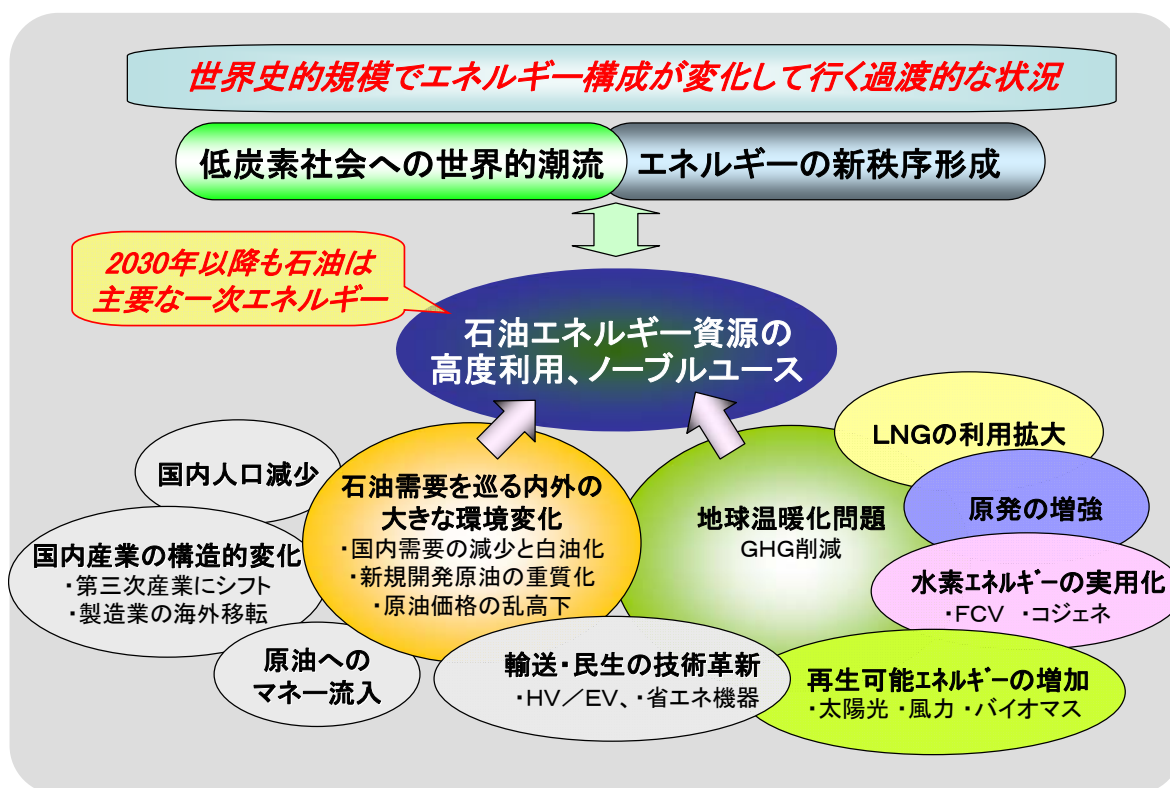 世界史的規模でエネルギー構成が変化して行く過渡的な状況
低炭素社会への世界的潮流
エネルギーの新秩序形成
2030年以降も石油は
主要な一次エネルギー
石油エネルギー資源の
高度利用、ノーブルユース
国内人口減少
国内産業の構造的変化
・第三次産業にシフト
・製造業の海外移転
原油への
マネー流入
石油需要を巡る内外の
大きな環境変化
・国内需要の減少と白油化
・新規開発原油の重質化
・原油価格の乱高下
輸送・民生の技術革新
・HV/EV、・省エネ機器
地球温暖化問題
GHG削減
LNGの利用拡大
原発の増強
水素エネルギーの実用化
・FCV ・コジェネ
再生可能エネルギーの増加
・太陽光 ・風力 ・バイオマス